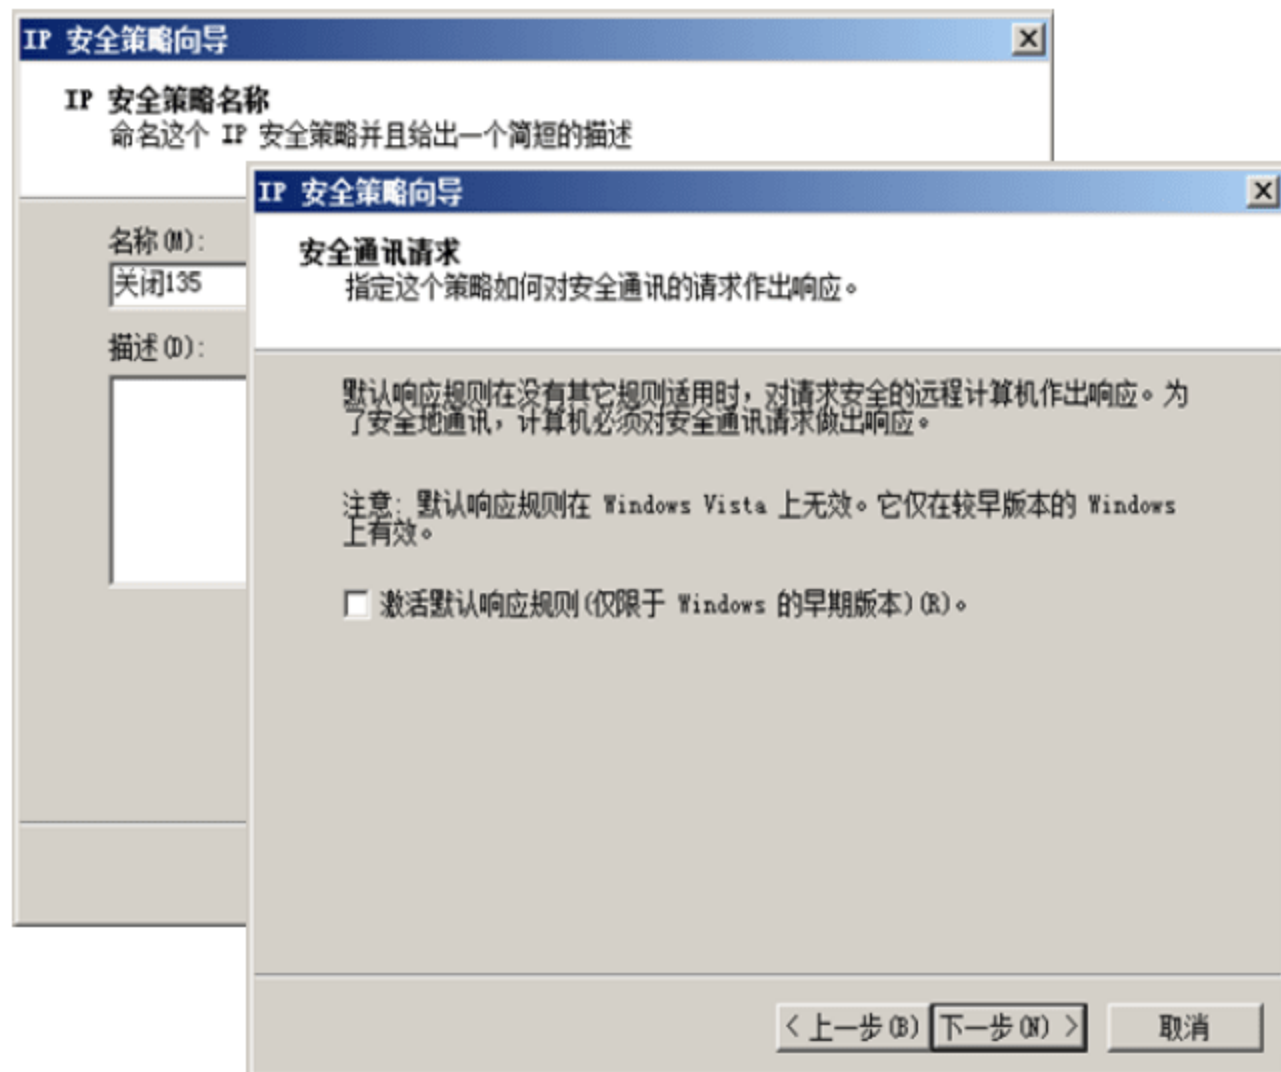 IP 安全策略向导
IP 安全策略名称
命名这个 IP 安全策略并且给出一个简短的描述
名称(M):
关闭135
描述(D):
IP 安全策略向导
安全通讯请求
指定这个策略如何对安全通讯的请求作出响应。
默认响应规则在没有其它规则适用时，对请求安全的远程计算机作出响应。为
了安全地通讯，计算机必须对安全通讯请求做出响应。
注意: 默认响应规则在 Windows Vista 上无效。它仅在较早版本的 Windows
上有效。
激活默认响应规则(仅限于 Windows 的早期版本)(R)。
< 上一步(B)
下一步(N) >
取消